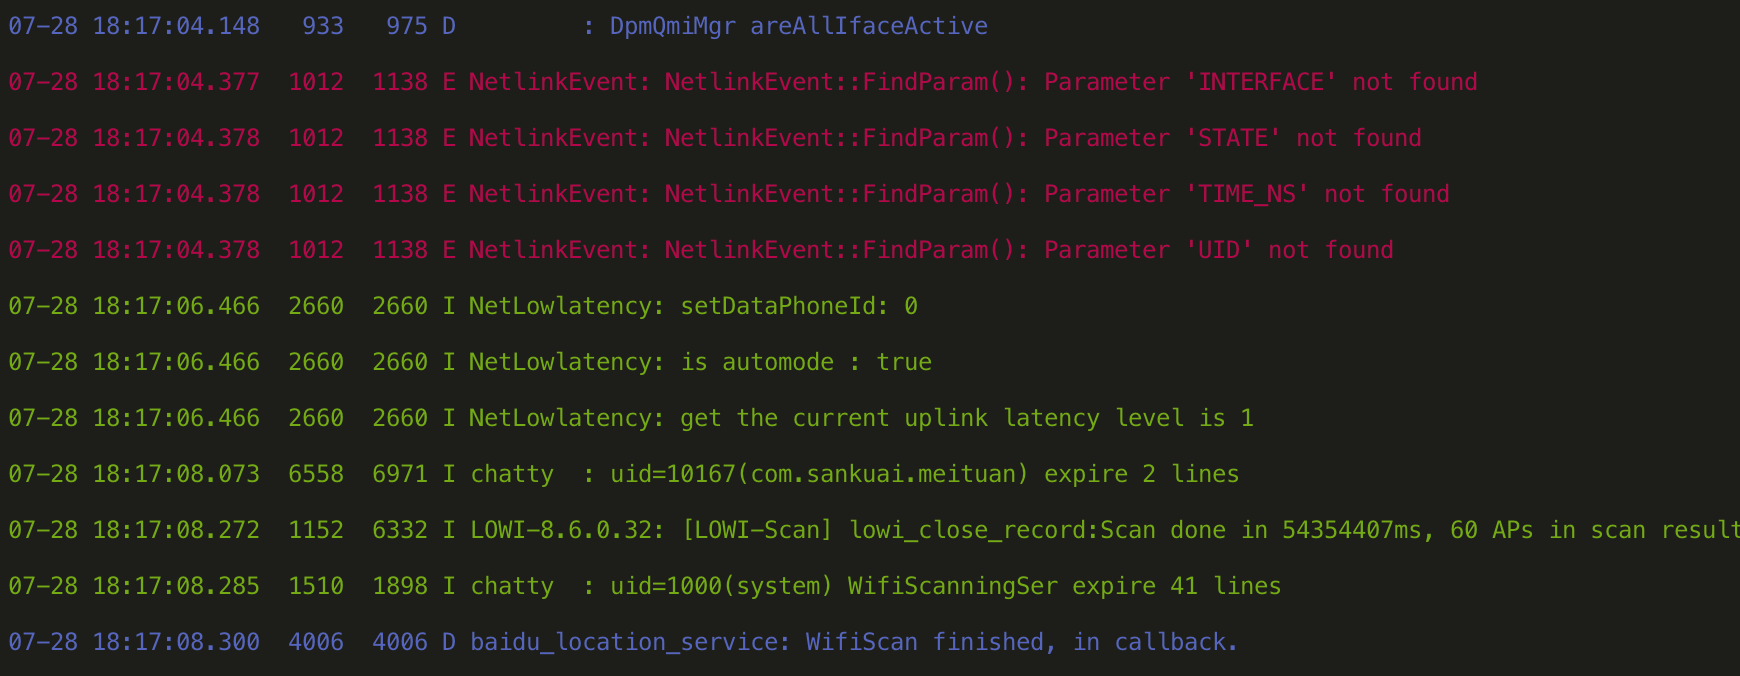 07-28 18:17:04.148   933   975 D         : DpmQmiMgr areAllIfaceActive
07-28 18:17:04.377  1012  1138 E NetlinkEvent: NetlinkEvent::FindParam(): Parameter 'INTERFACE' not found
07-28 18:17:04.378  1012  1138 E NetlinkEvent: NetlinkEvent::FindParam(): Parameter 'STATE' not found
07-28 18:17:04.378  1012  1138 E NetlinkEvent: NetlinkEvent::FindParam(): Parameter 'TIME_NS' not found
07-28 18:17:04.378  1012  1138 E NetlinkEvent: NetlinkEvent::FindParam(): Parameter 'UID' not found
07-28 18:17:06.466  2660  2660 I NetLowlatency: setDataPhoneId: 0
07-28 18:17:06.466  2660  2660 I NetLowlatency: is automode : true
07-28 18:17:06.466  2660  2660 I NetLowlatency: get the current uplink latency level is 1
07-28 18:17:08.073  6558  6971 I chatty  : uid=10167(com.sankuai.meituan) expire 2 lines
07-28 18:17:08.272  1152  6332 I LOWI-8.6.0.32: [LOWI-Scan] lowi_close_record:Scan done in 54354407ms, 60 APs in scan result
07-28 18:17:08.285  1510  1898 I chatty  : uid=1000(system) WifiScanningSer expire 41 lines
07-28 18:17:08.300  4006  4006 D baidu_location_service: WifiScan finished, in callback.